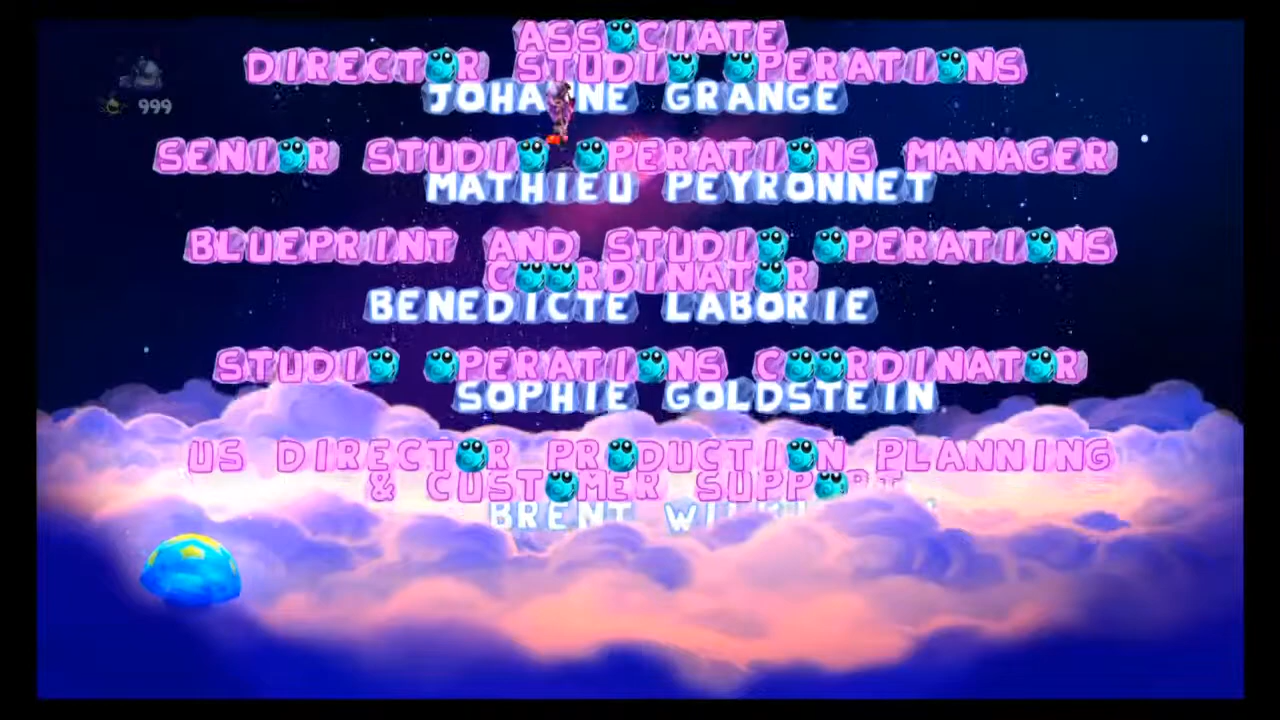 ASSOCIATE
DIRECTOR STUDIO OPERATIONS
JOHANNE GRANGE
999
SENIOR STUDIO OPERATIONS MANAGER
MATHIEU PEYRONNET
BLUEPRINT AND STUDIO OPERATIONS
COORDINATOR
BENEDICTE LABORIE
STUDIO OPERATIONS COORDINATOR
SOPHIE GOLDSTEIN
US DIRECTOR PRODUCTION PLANNING
& CUSTOMER SUPPORT
BRENT